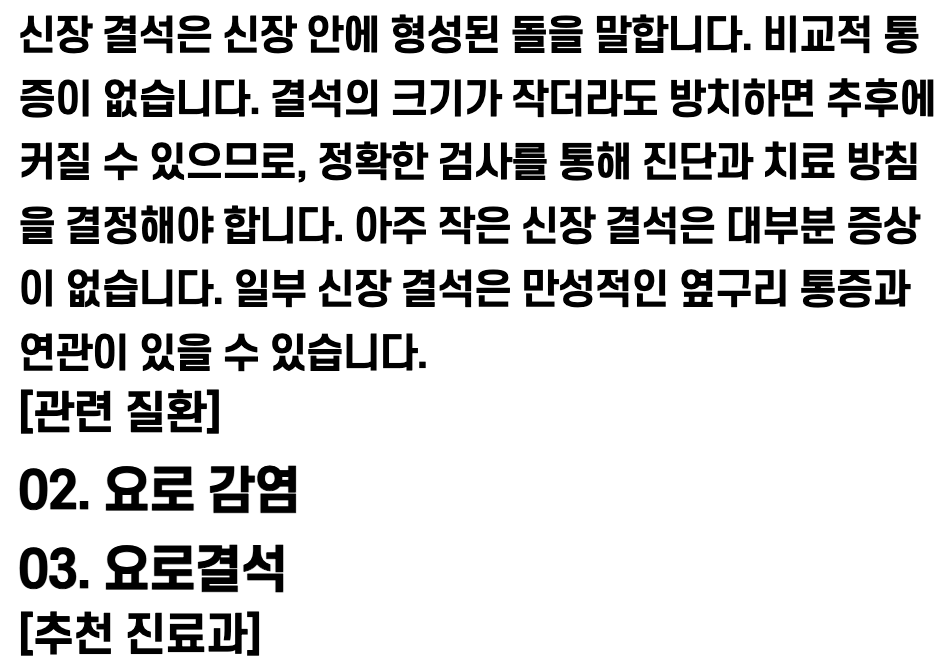 신장 결석은 신장 안에 형성된 돌을 말합니다. 비교적 통
증이 없습니다. 결석의 크기가 작더라도 방치하면 추후에
커질 수 있으므로, 정확한 검사를 통해 진단과 치료 방침
을 결정해야 합니다. 아주 작은 신장 결석은 대부분 증상
이 없습니다. 일부 신장 결석은 만성적인 옆구리 통증과
연관이 있을 수 있습니다.
[관련 질환]
02. 요로 감염
03. 요로결석
[추천 진료과]